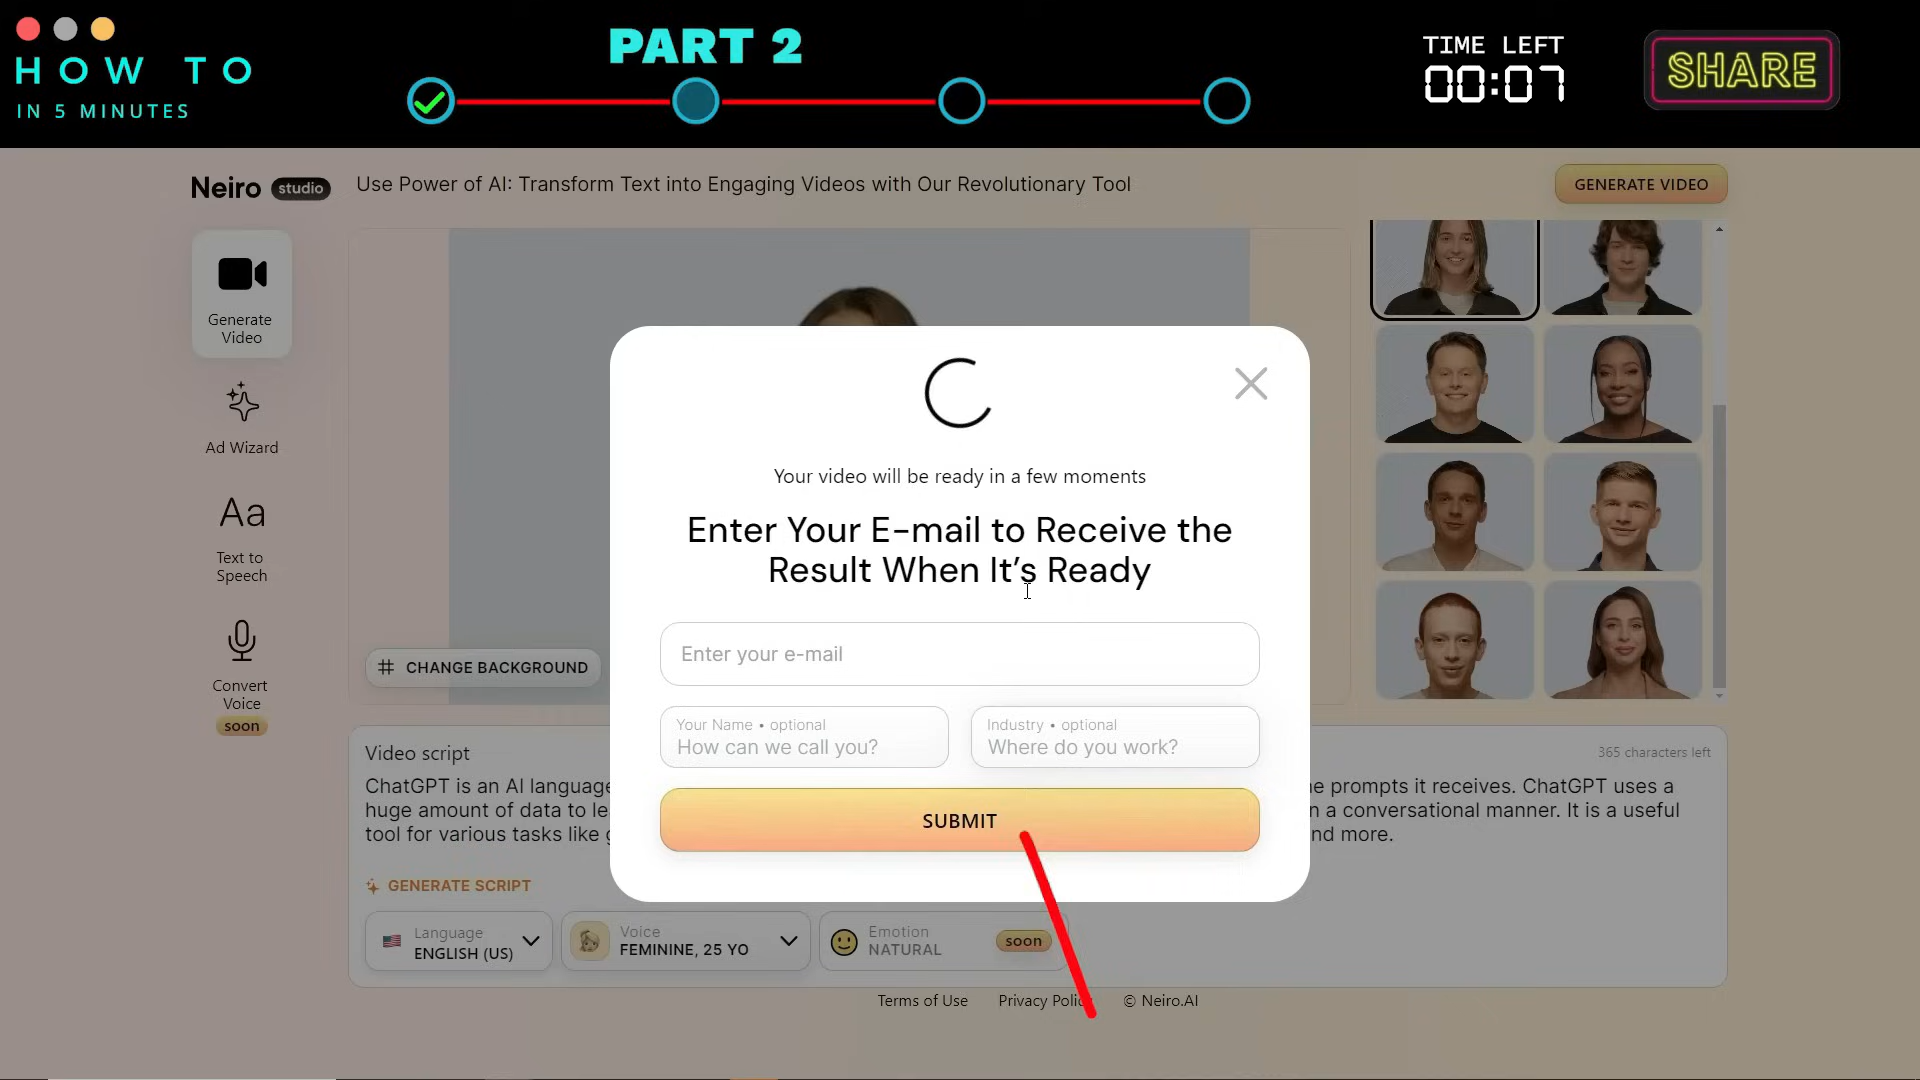 HOW TO
IN 5 MINUTES
PART 2
TIME LEFT
00:07
SHARE
Neiro studio
Use Power of AI: Transform Text into Engaging Videos with Our Revolutionary Tool
GENERATE VIDEO
Generate
Video
Ad Wizard
Aa
Text to
Speech
Convert
Voice
soon
CHANGE BACKGROUND
Your video will be ready in a few moments
Enter Your E-mail to Receive the
Result When It’s Ready
Enter your e-mail
Your Name • optional
How can we call you?
Industry • optional
Where do you work?
SUBMIT
Video script
365 characters left
ChatGPT is an AI language prompts it receives. ChatGPT uses a
huge amount of data to a conversational manner. It is a useful
tool for various tasks like more.
GENERATE SCRIPT
Language
ENGLISH (US)
Voice
FEMININE, 25 YO
Emotion
NATURAL
soon
Terms of Use
Privacy Policy
© Neiro.AI